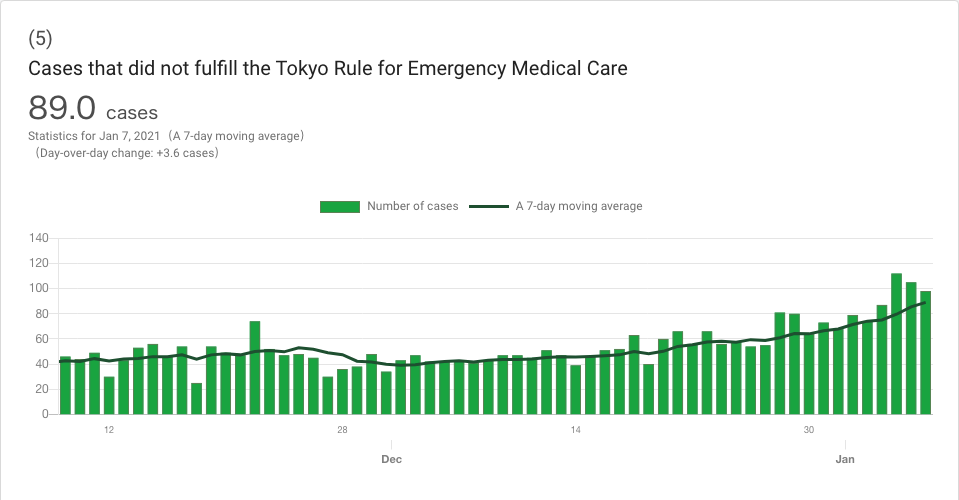 (5)
Cases that did not fulfill the Tokyo Rule for Emergency Medical Care
89.0 cases
Statistics for Jan 7, 2021 (A 7-day moving average)
(Day-over-day change: +3.6 cases)
Number of cases A 7-day moving average
140
120
100
80
60
40
20
0
12 28 14 30
Dec Jan